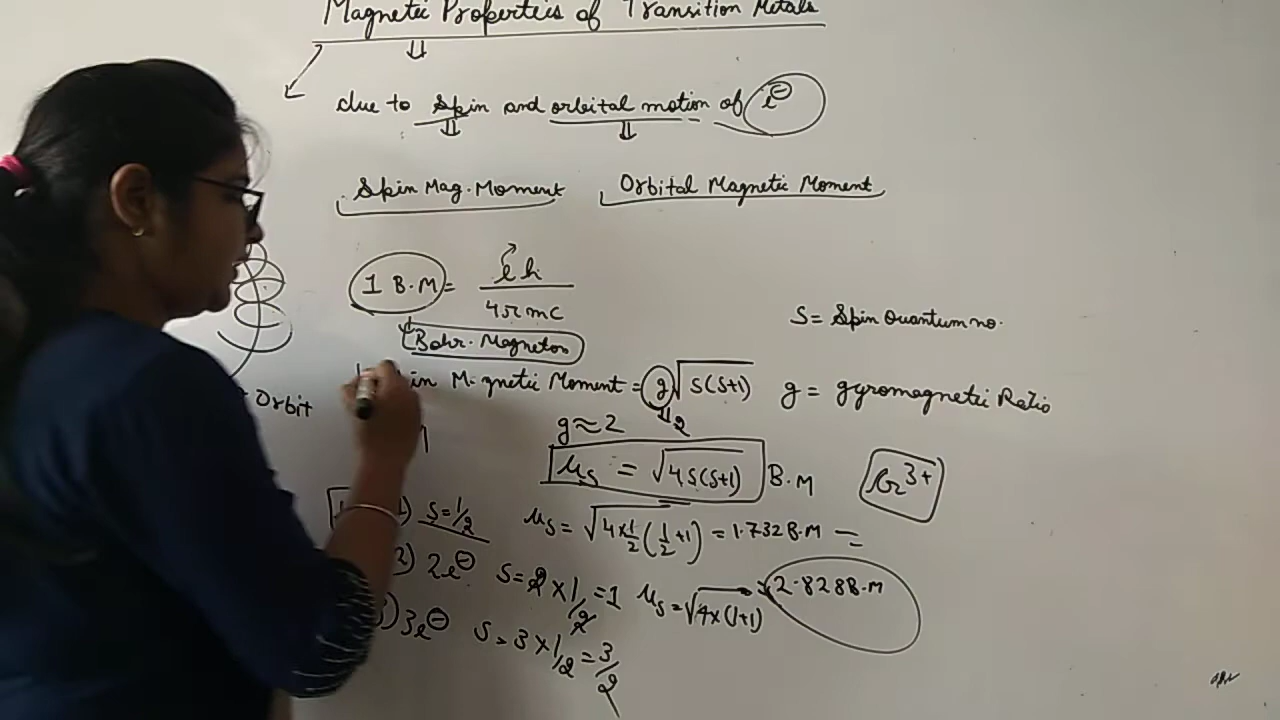 Magnetic Properties of Transition Metals
due to spin and orbital motion of e⊖
Spin Mag. Moment Orbital Magnetic Moment
1 B.M = eh/4πmc
Bohr. Magneton
S = Spin Quantum no.
Magnetic Moment = g√S(S+1) g = gyromagnetic Ratio
Orbit
g≈2 2
μs = √4S(S+1) B.M
Cr3+
1) S=1/2 μs = √4×1/2(1/2+1) = 1.732 B.M =
2) 2e⊖ S=2×1/2=1 μs=√4×(1+1) 2.828 B.M
3) 3e⊖ S=3×1/2=3/2